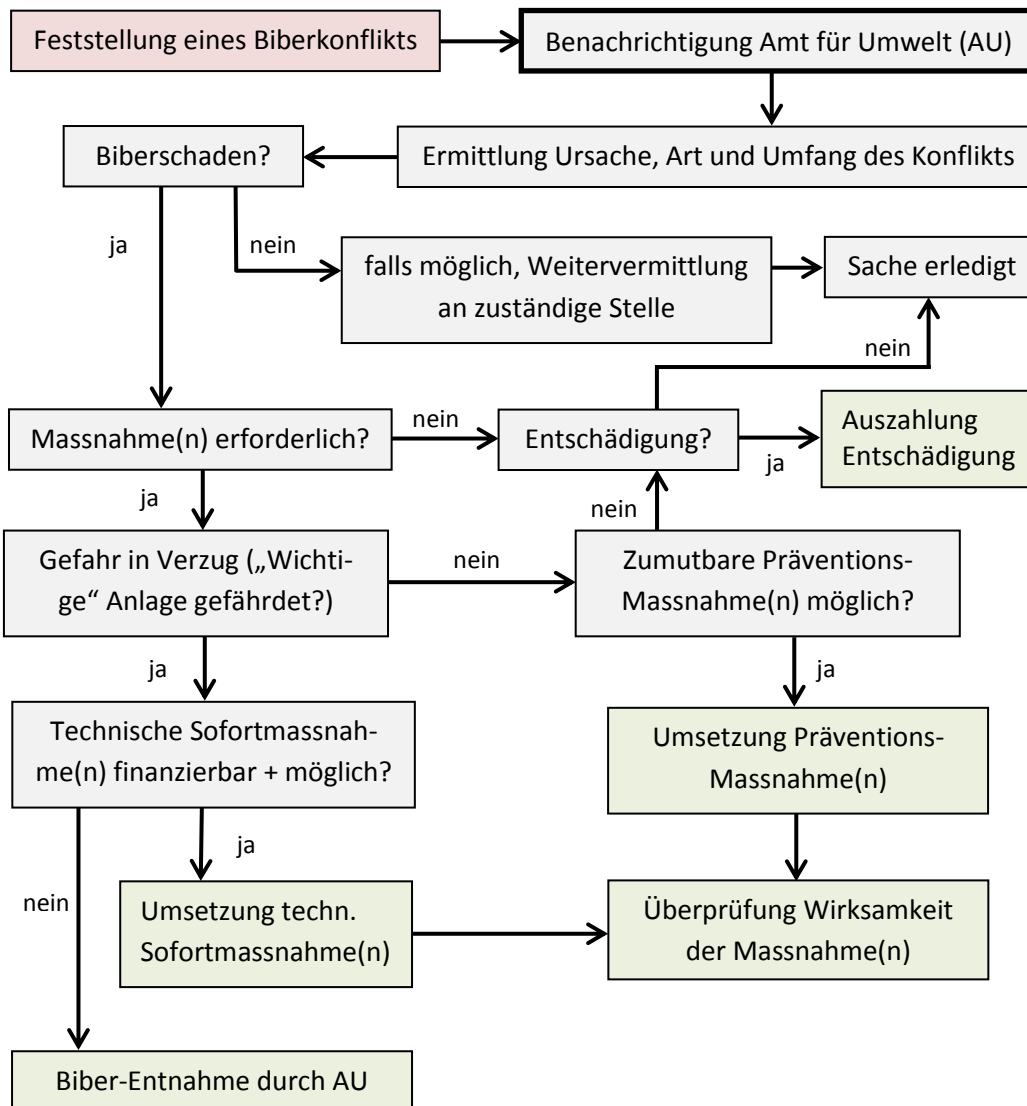 Feststellung eines Biberkonflikts
Benachrichtigung Amt für Umwelt (AU)
Biberschaden?
Ermittlung Ursache, Art und Umfang des Konflikts
ja
nein
falls möglich, Weitervermittlung
an zuständige Stelle
Sache erledigt
nein
Massnahme(n) erforderlich?
nein
Entschädigung?
ja
Auszahlung
Entschädigung
ja
nein
Gefahr in Verzug („Wichti-
ge“ Anlage gefährdet?)
nein
Zumutbare Präventions-
Massnahme(n) möglich?
ja
ja
Technische Sofortmassnah-
me(n) finanzierbar + möglich?
Umsetzung Präventions-
Massnahme(n)
nein
ja
Umsetzung techn.
Sofortmassnahme(n)
Überprüfung Wirksamkeit
der Massnahme(n)
Biber-Entnahme durch AU